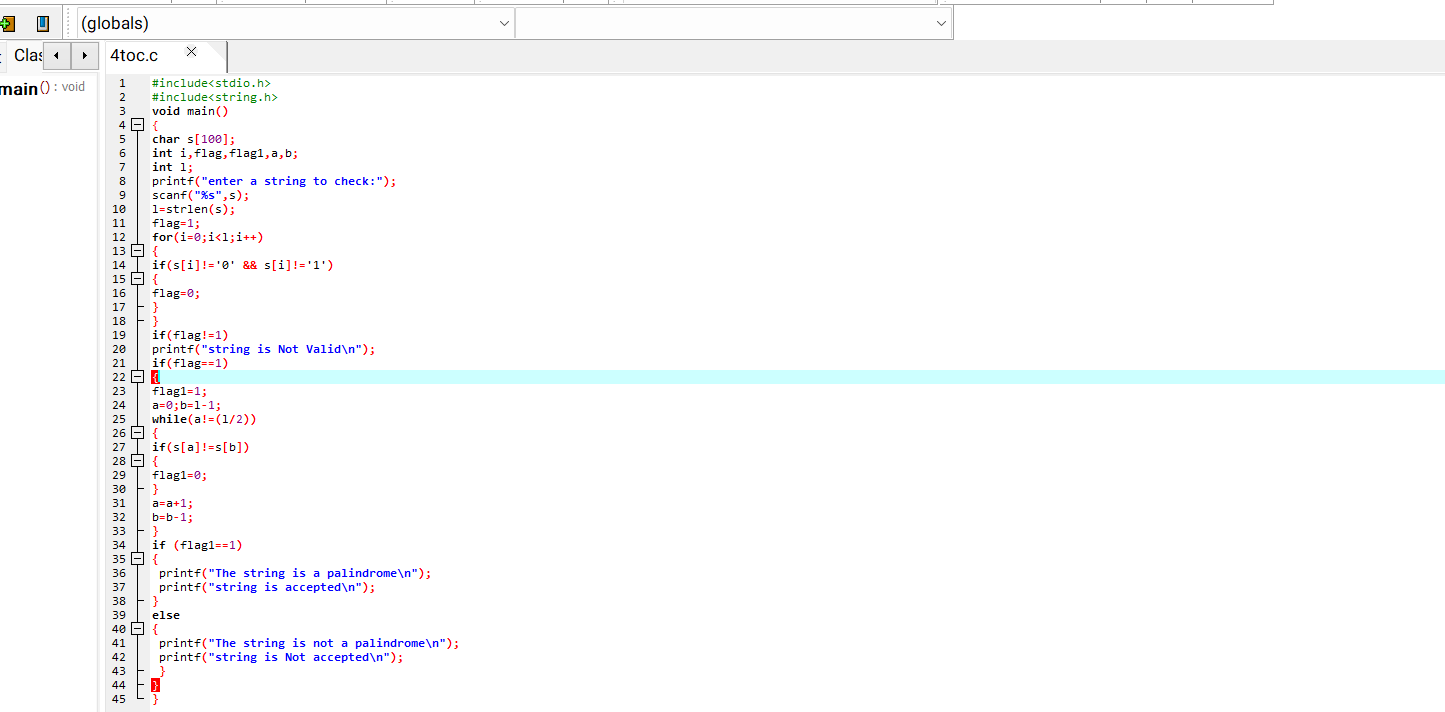 (globals)
Clas
4toc.c
main() : void
1 #include<stdio.h>
2 #include<string.h>
3 void main()
4 {
5 char s[100];
6 int i,flag,flag1,a,b;
7 int l;
8 printf("enter a string to check:");
9 scanf("%s",s);
10 l=strlen(s);
11 flag=1;
12 for(i=0;i<l;i++)
13 {
14 if(s[i]!='0' && s[i]!='1')
15 {
16 flag=0;
17 }
18 }
19 if(flag!=1)
20 printf("string is Not Valid\n");
21 if(flag==1)
22 {
23 flag1=1;
24 a=0;b=l-1;
25 while(a!=(l/2))
26 {
27 if(s[a]!=s[b])
28 {
29 flag1=0;
30 }
31 a=a+1;
32 b=b-1;
33 }
34 if (flag1==1)
35 {
36  printf("The string is a palindrome\n");
37  printf("string is accepted\n");
38 }
39 else
40 {
41  printf("The string is not a palindrome\n");
42  printf("string is Not accepted\n");
43  }
44 }
45 }